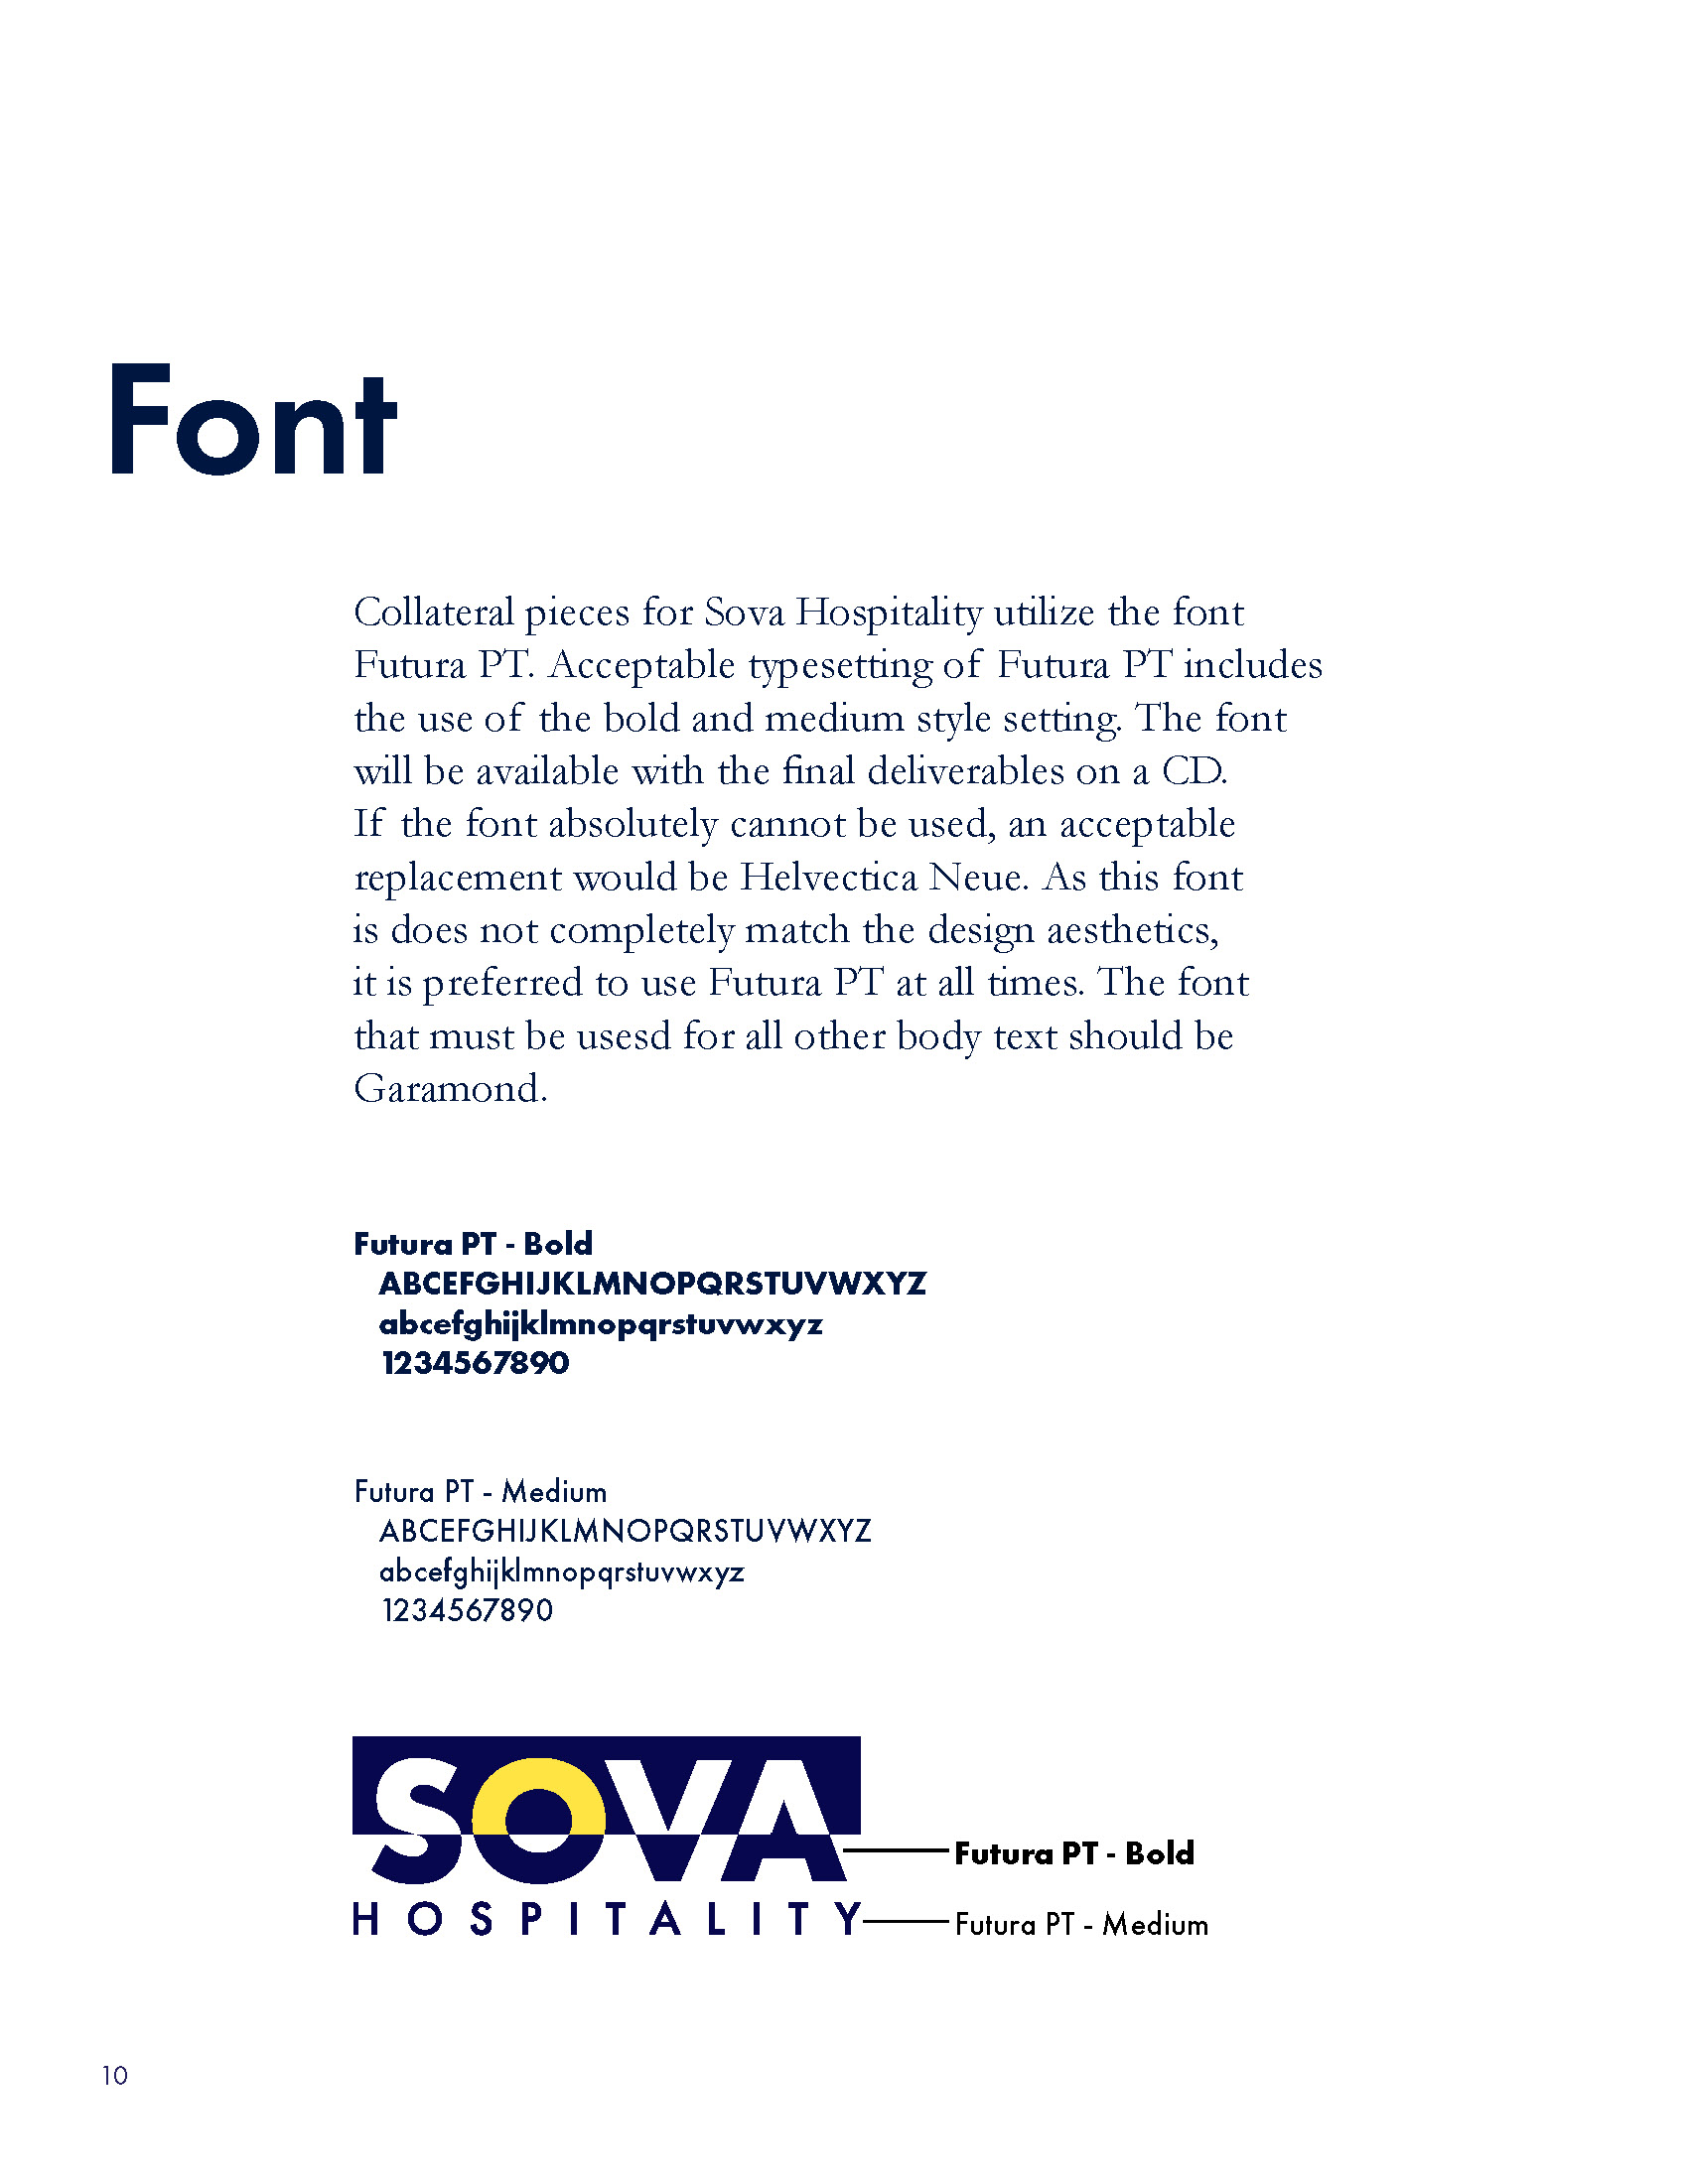 Font
Collateral pieces for Sova Hospitality utilize the font
Futura PT. Acceptable typesetting of Futura PT includes
the use of the bold and medium style setting. The font
will be available with the final deliverables on a CD.
If the font absolutely cannot be used, an acceptable
replacement would be Helvectica Neue. As this font
is does not completely match the design aesthetics,
it is preferred to use Futura PT at all times. The font
that must be usesd for all other body text should be
Garamond.
Futura PT - Bold
ABCEFGHIJKLMNOPQRSTUVWXYZ
abcefghijklmnopqrstuvwxyz
1234567890
Futura PT - Medium
ABCEFGHIJKLMNOPQRSTUVWXYZ
abcefghijklmnopqrstuvwxyz
1234567890
SOVA
Futura PT - Bold
HOSPITALITY
Futura PT - Medium
10